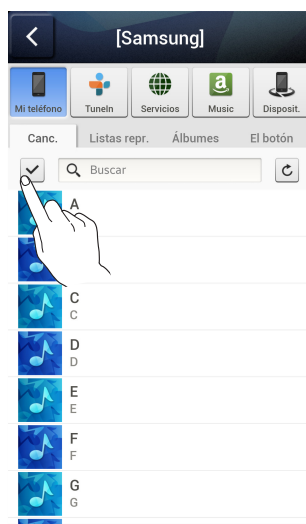 [Samsung]
Mi teléfono TuneIn Servicios Music Disposit.
Canc. Listas repr. Álbumes El botón
Buscar
A
C
C
D
D
E
E
F
F
G
G